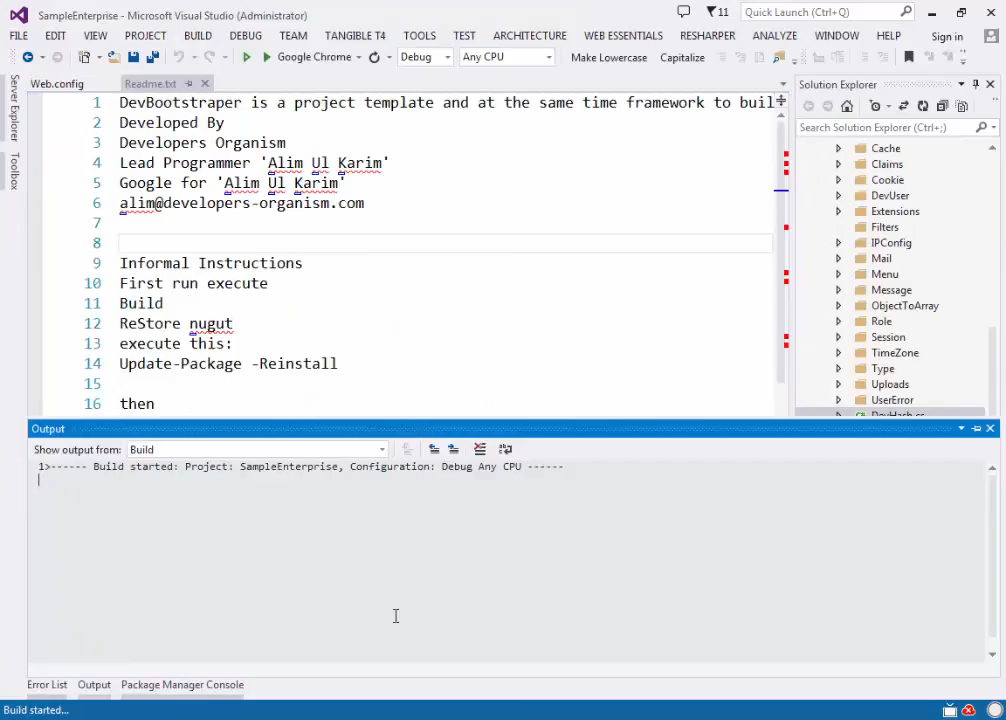 SampleEnterprise - Microsoft Visual Studio (Administrator)
11
Quick Launch (Ctrl+Q)
FILE EDIT VIEW PROJECT BUILD DEBUG TEAM TANGIBLE T4 TOOLS TEST ARCHITECTURE WEB ESSENTIALS RESHARPER ANALYZE WINDOW HELP Sign in
Google Chrome Debug Any CPU Make Lowercase Capitalize
Server Explorer
Toolbox
Web.config Readme.txt
1 DevBootstraper is a project template and at the same time framework to buil
2 Developed By
3 Developers Organism
4 Lead Programmer 'Alim Ul Karim'
5 Google for 'Alim Ul Karim'
6 alim@developers-organism.com
7
8
9 Informal Instructions
10 First run execute
11 Build
12 ReStore nugut
13 execute this:
14 Update-Package -Reinstall
15
16 then
Solution Explorer
Search Solution Explorer (Ctrl+;)
Cache
Claims
Cookie
DevUser
Extensions
Filters
IPConfig
Mail
Menu
Message
ObjectToArray
Role
Session
TimeZone
Type
Uploads
UserError
DevHash.cs
Output
Show output from: Build
1>------ Build started: Project: SampleEnterprise, Configuration: Debug Any CPU ------
Error List Output Package Manager Console
Build started...